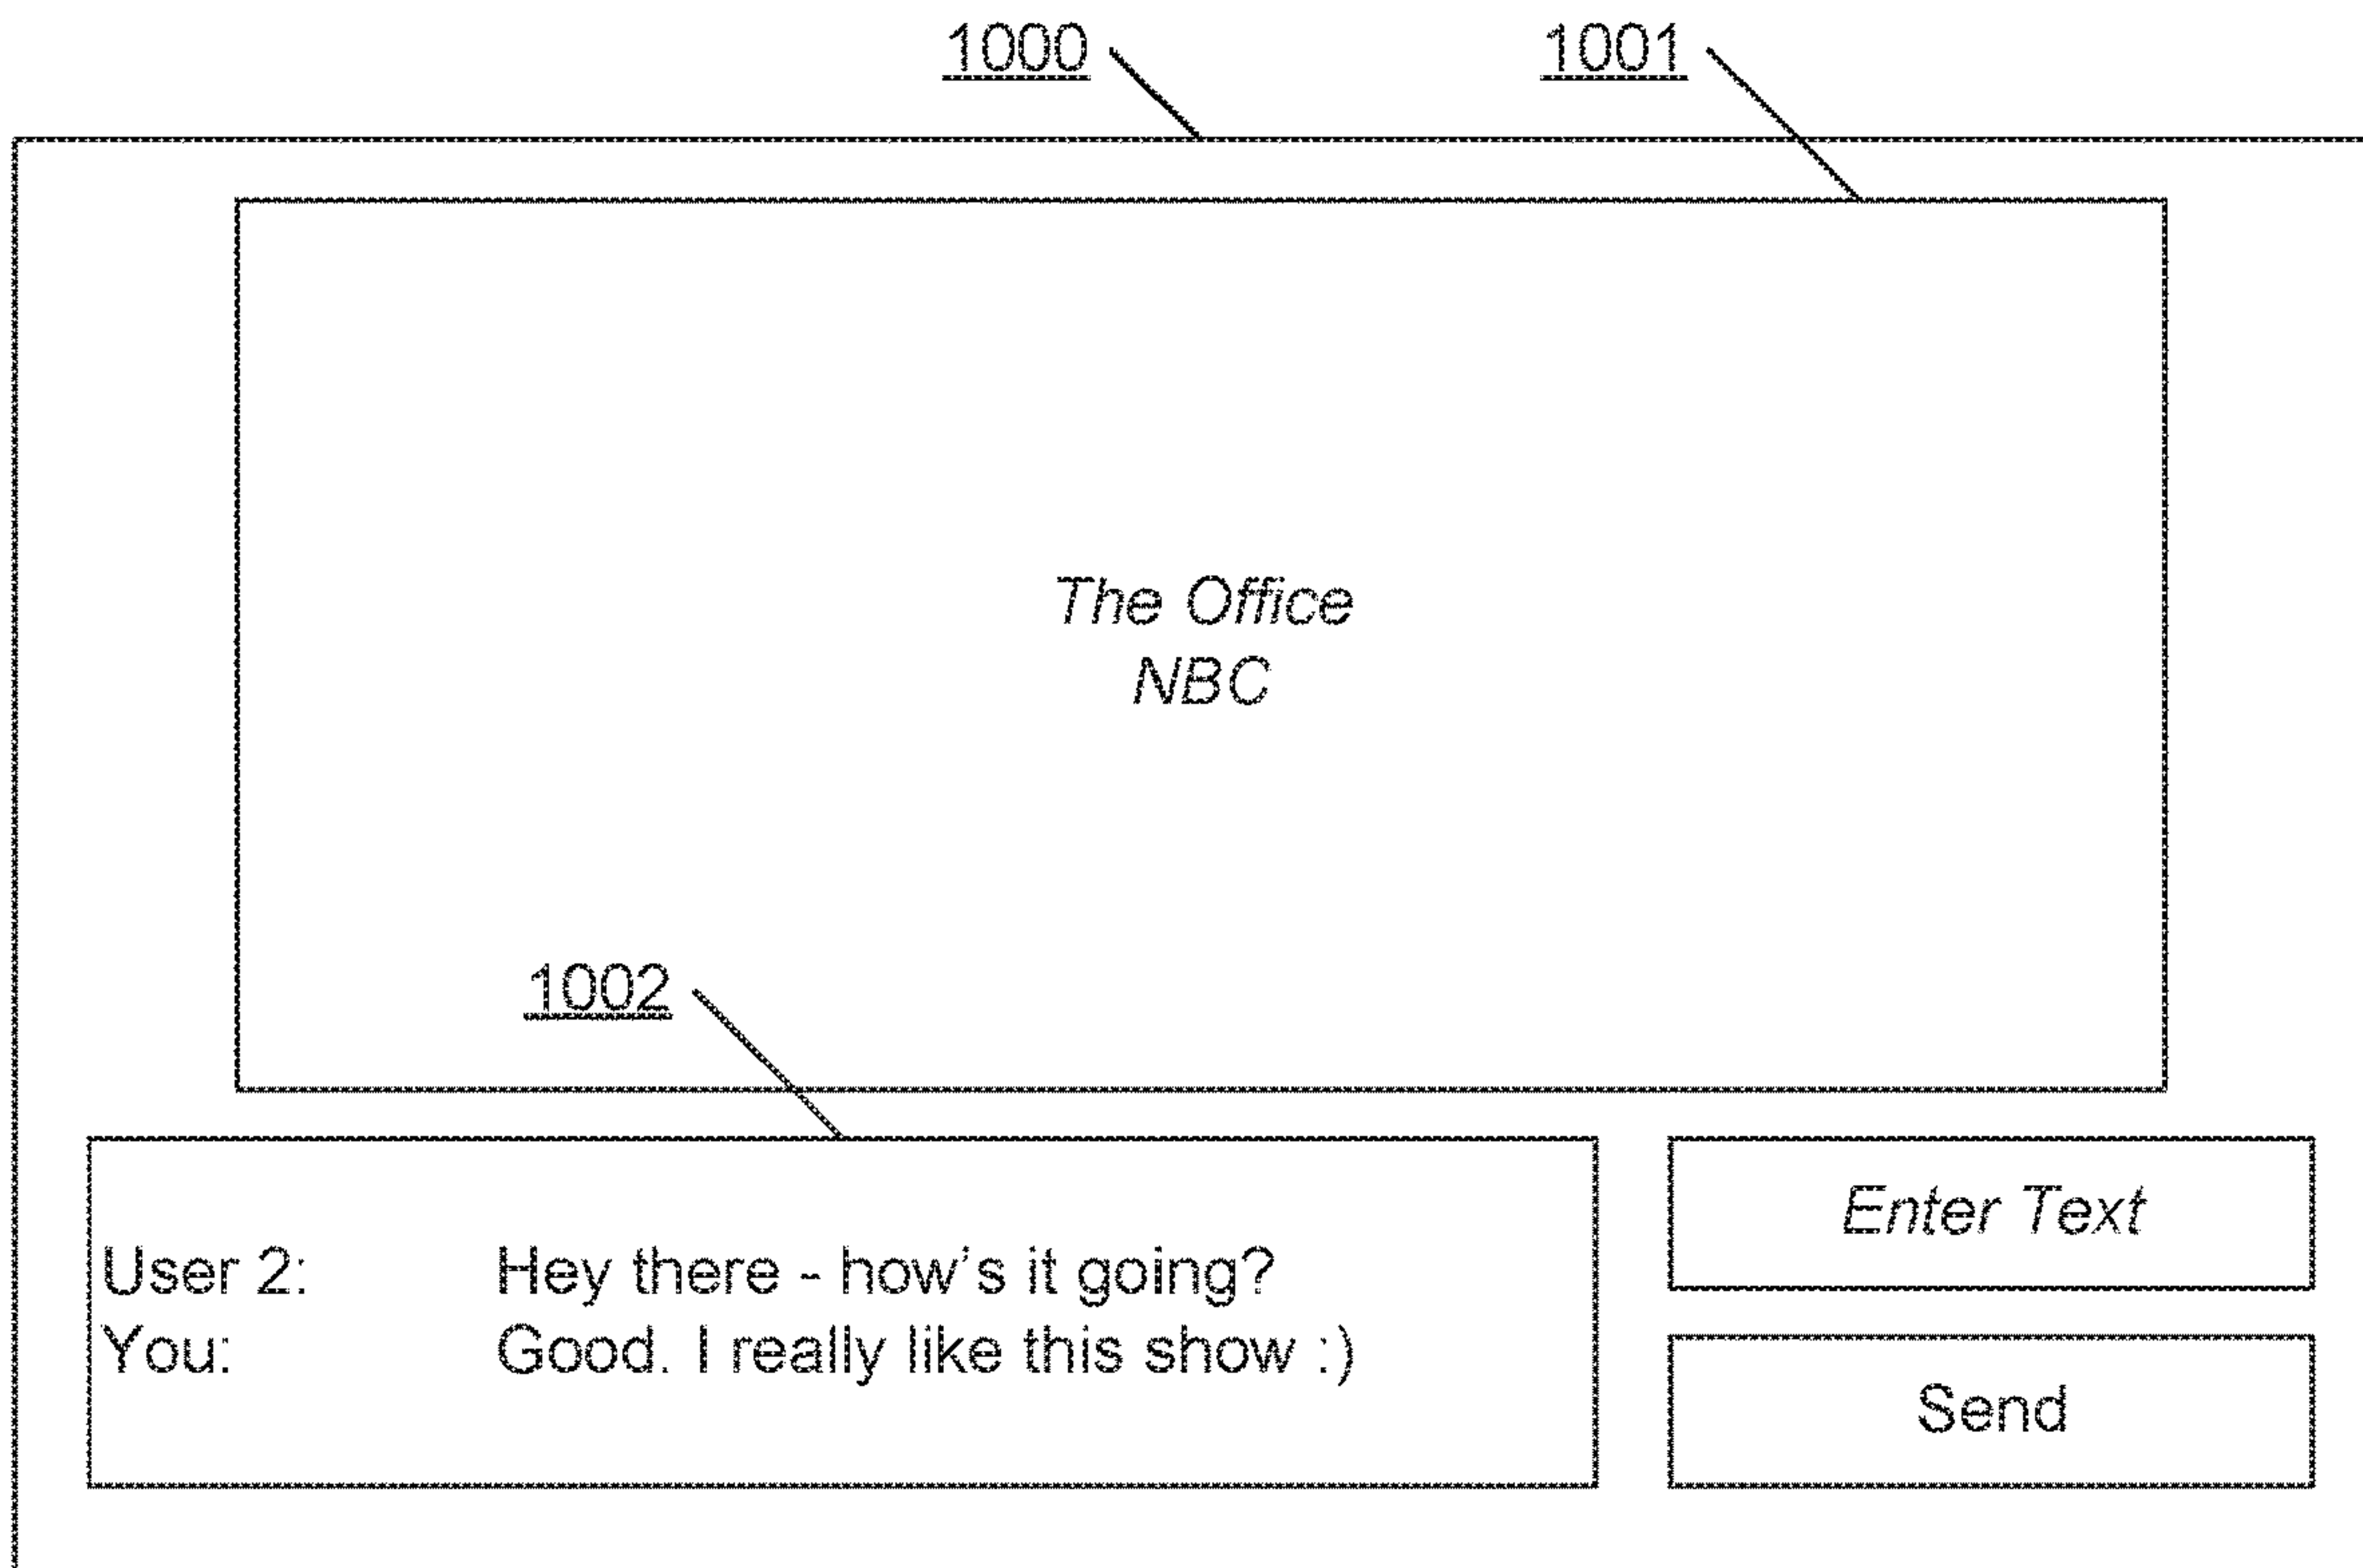 1000 1001
The Office
NBC
1002
User 2: Hey there - how's it going?
You: Good. I really like this show :)
Enter Text
Send